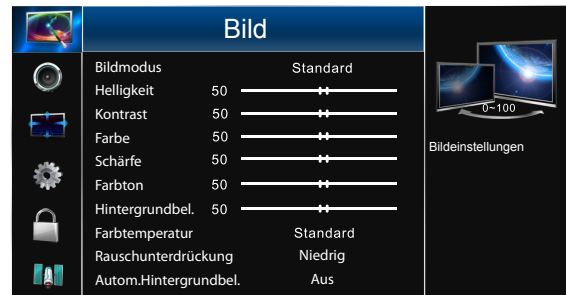 Bild
Bildmodus Standard
Helligkeit 50
Kontrast 50
Farbe 50
Schärfe 50
Farbton 50
Hintergrundbel. 50
Farbtemperatur Standard
Rauschunterdrückung Niedrig
Autom.Hintergrundbel. Aus
0~100
Bildeinstellungen